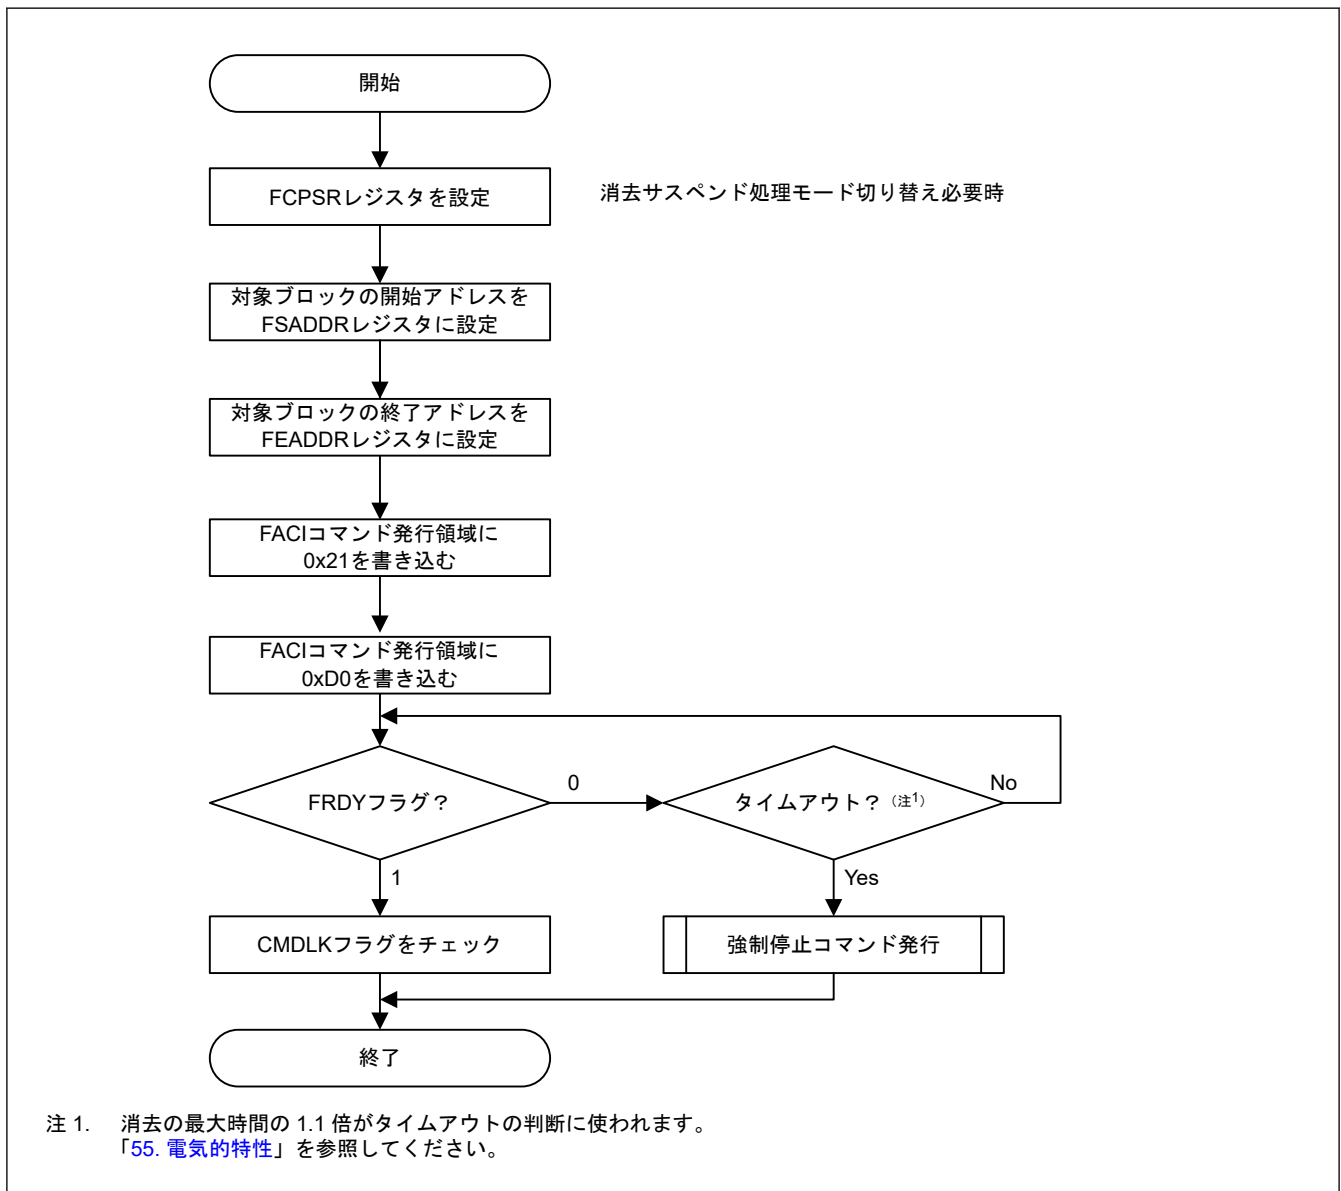 開始
FCPSRレジスタを設定
消去サスペンド処理モード切り替え必要時
対象ブロックの開始アドレスを
FSADDRレジスタに設定
対象ブロックの終了アドレスを
FEADDRレジスタに設定
FACIコマンド発行領域に
0x21を書き込む
FACIコマンド発行領域に
0xD0を書き込む
FRDYフラグ？
0
タイムアウト？（注1）
No
1
Yes
CMDLKフラグをチェック
強制停止コマンド発行
終了
注 1. 消去の最大時間の 1.1 倍がタイムアウトの判断に使われます。
「55. 電気的特性」を参照してください。